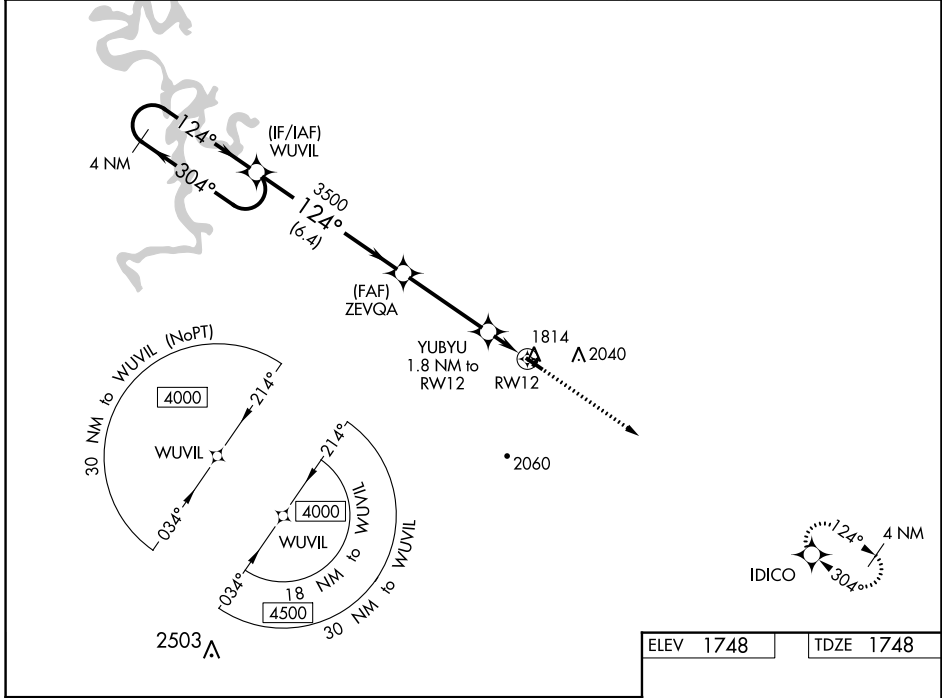 124°
4 NM
304°
(IF/IAF)
WUVIL
3500
124°
(6.4)
(FAF)
ZEVQA
YUBYU
1.8 NM to
RW12
RW12
1814
2040
2060
30 NM to WUVIL (NoPT)
4000
214°
WUVIL
034°
214°
4000
WUVIL
034°
18 NM to WUVIL
4500
30 NM to WUVIL
2503
124°
4 NM
IDICO
304°
ELEV 1748
TDZE 1748